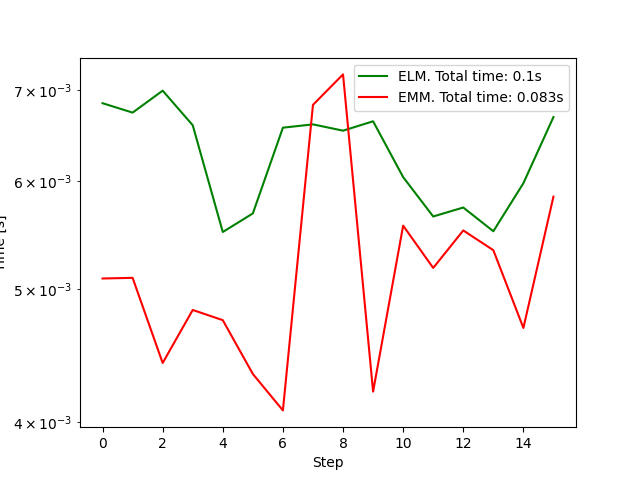 ELM. Total time: 0.1s
EMM. Total time: 0.083s
7 × 10⁻³
6 × 10⁻³
5 × 10⁻³
4 × 10⁻³
Time [s]
0 2 4 6 8 10 12 14
Step